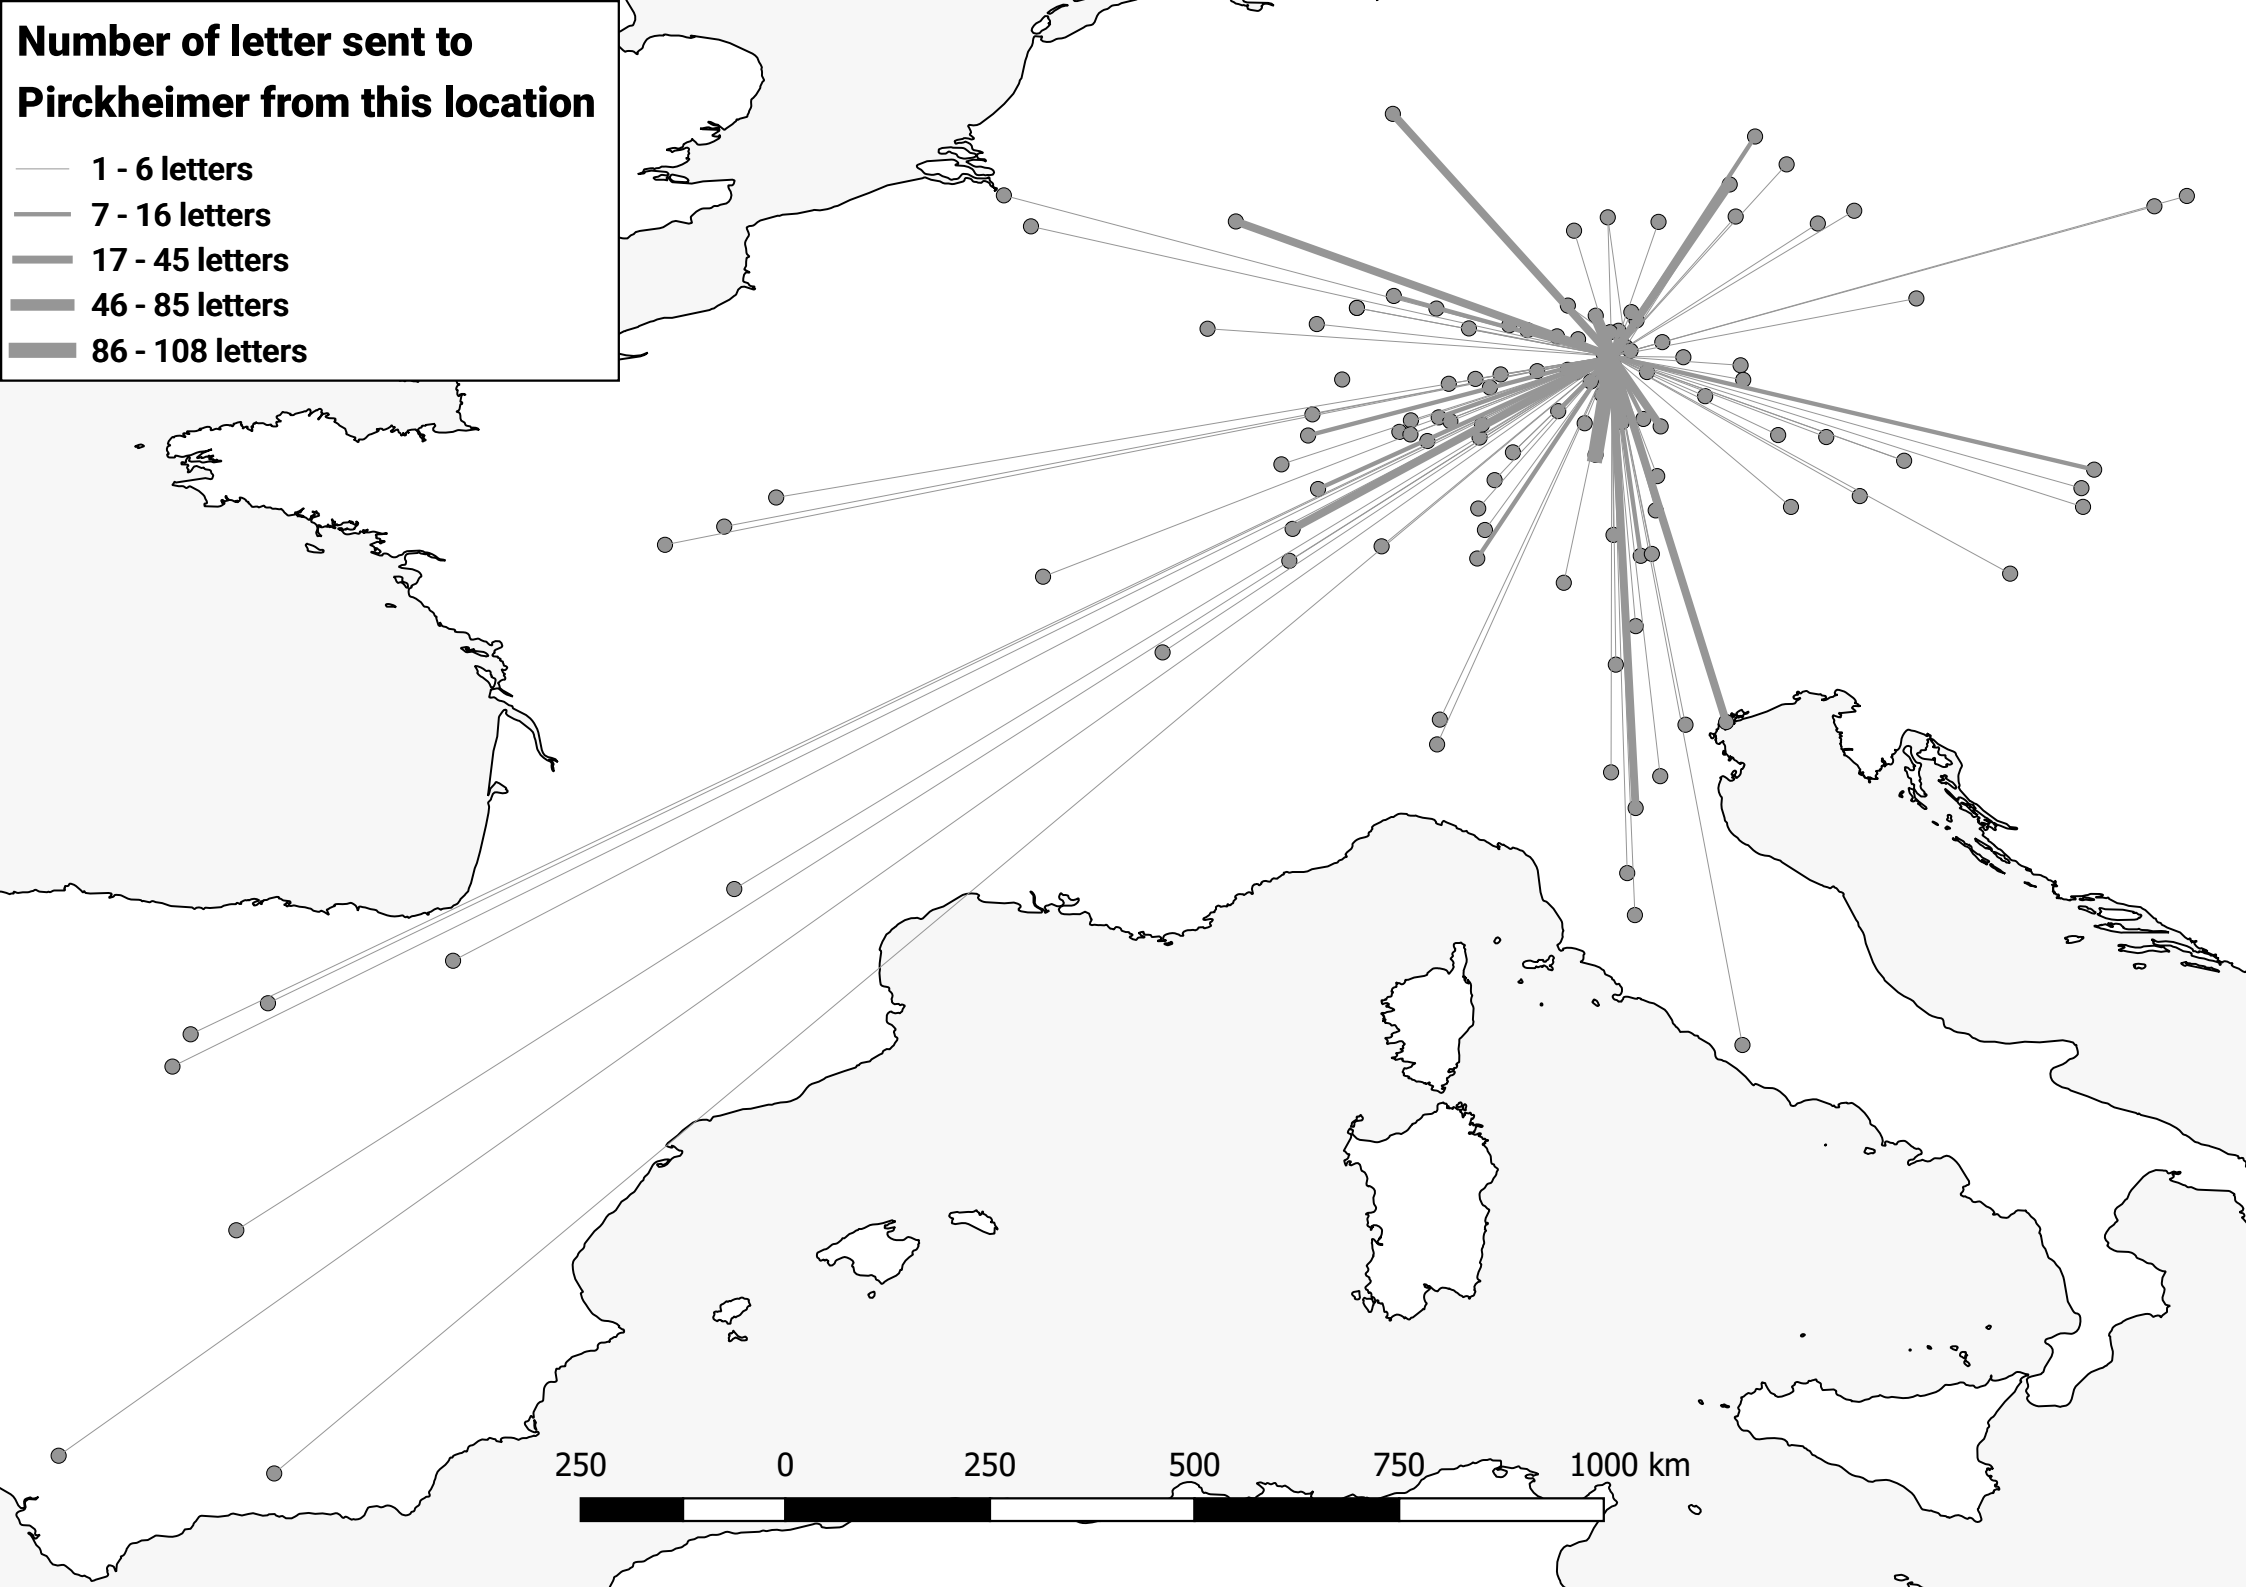 Number of letter sent to
Pirckheimer from this location
1 - 6 letters
7 - 16 letters
17 - 45 letters
46 - 85 letters
86 - 108 letters
250 0 250 500 750 1000 km